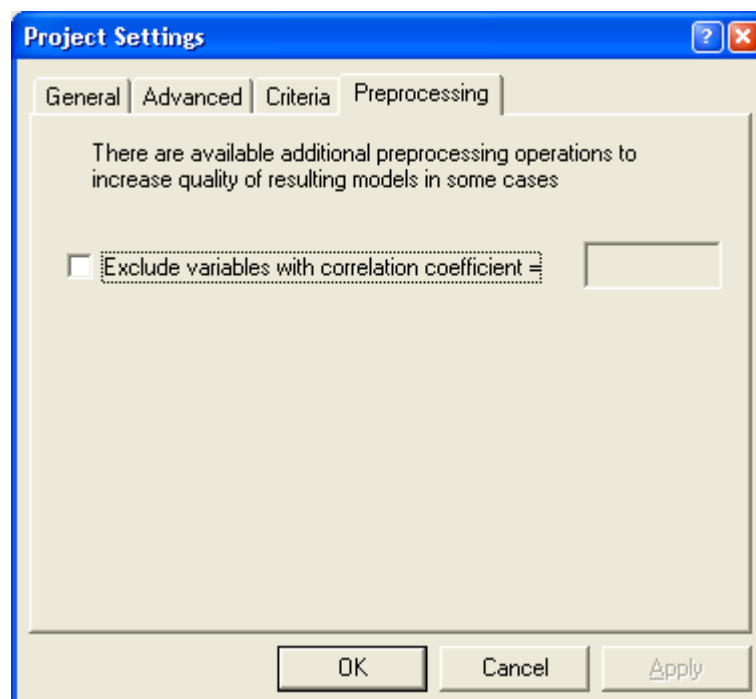 Project Settings
General Advanced Criteria Preprocessing
There are available additional preprocessing operations to
increase quality of resulting models in some cases
Exclude variables with correlation coefficient =
OK Cancel Apply